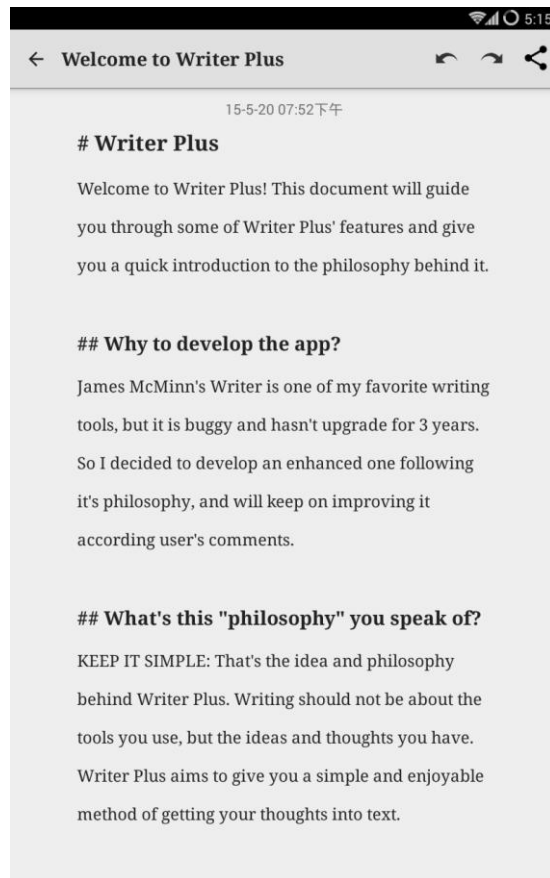 5:15
Welcome to Writer Plus
15-5-20 07:52下午
# Writer Plus
Welcome to Writer Plus! This document will guide
you through some of Writer Plus' features and give
you a quick introduction to the philosophy behind it.
## Why to develop the app?
James McMinn's Writer is one of my favorite writing
tools, but it is buggy and hasn't upgrade for 3 years.
So I decided to develop an enhanced one following
it's philosophy, and will keep on improving it
according user's comments.
## What's this "philosophy" you speak of?
KEEP IT SIMPLE: That's the idea and philosophy
behind Writer Plus. Writing should not be about the
tools you use, but the ideas and thoughts you have.
Writer Plus aims to give you a simple and enjoyable
method of getting your thoughts into text.